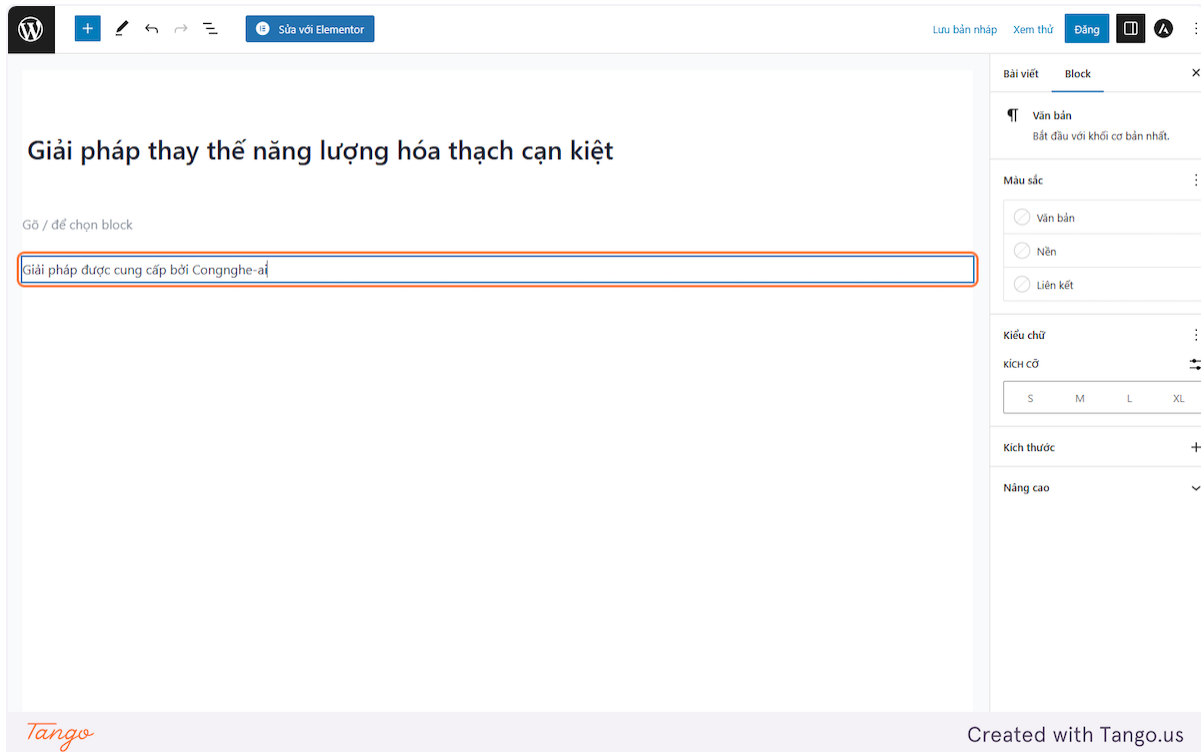 Sửa với Elementor
Lưu bản nháp
Xem thử
Đăng
Bài viết
Block
Văn bản
Bắt đầu với khối cơ bản nhất.
Giải pháp thay thế năng lượng hóa thạch cạn kiệt
Gõ / để chọn block
Giải pháp được cung cấp bởi Congnghe-ai
Màu sắc
Văn bản
Nền
Liên kết
Kiểu chữ
KÍCH CỠ
S M L XL
Kích thước
Nâng cao
Tango
Created with Tango.us